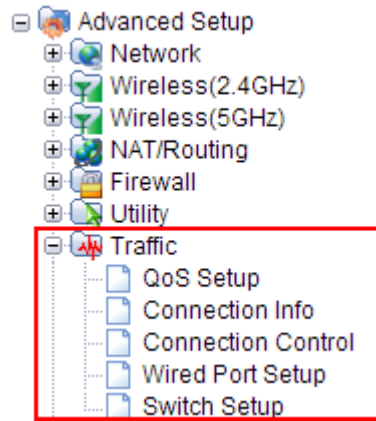 Advanced Setup
Network
Wireless(2.4GHz)
Wireless(5GHz)
NAT/Routing
Firewall
Utility
Traffic
QoS Setup
Connection Info
Connection Control
Wired Port Setup
Switch Setup